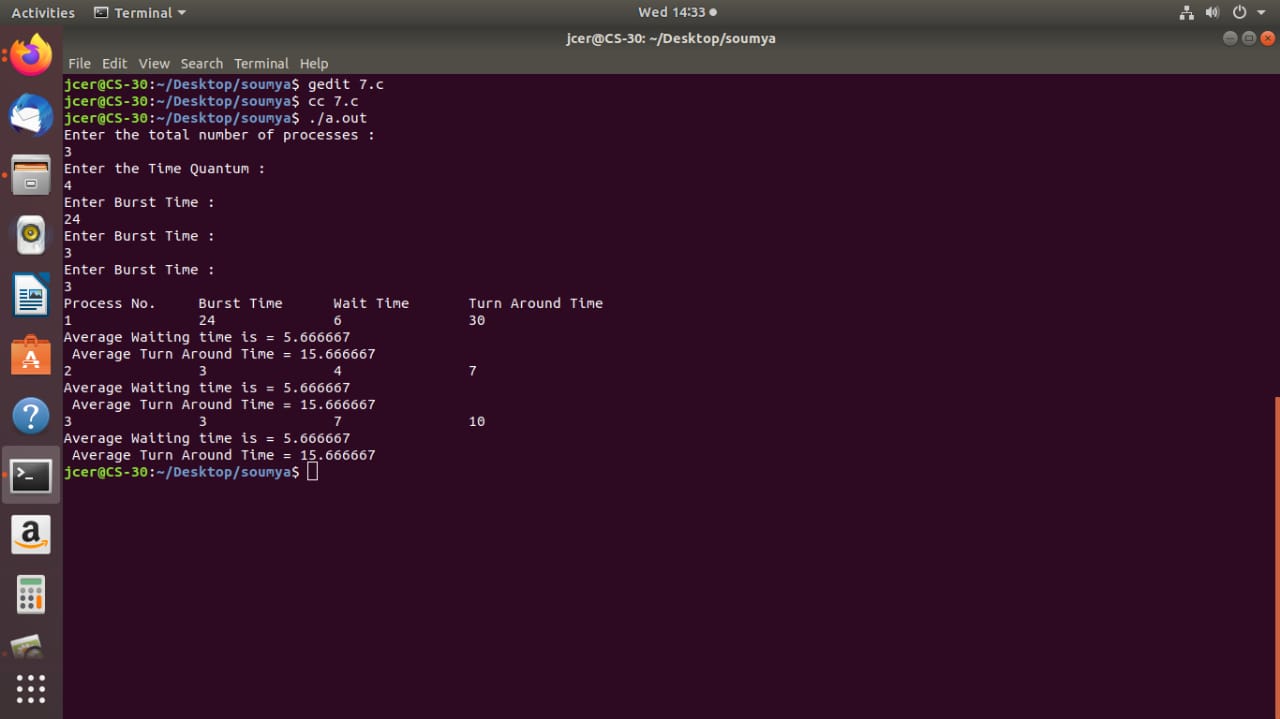 Activities Terminal Wed 14:33
jcer@CS-30: ~/Desktop/soumya
File Edit View Search Terminal Help
jcer@CS-30:~/Desktop/soumya$ gedit 7.c
jcer@CS-30:~/Desktop/soumya$ cc 7.c
jcer@CS-30:~/Desktop/soumya$ ./a.out
Enter the total number of processes :
3
Enter the Time Quantum :
4
Enter Burst Time :
24
Enter Burst Time :
3
Enter Burst Time :
3
Process No. Burst Time Wait Time Turn Around Time
1 24 6 30
Average Waiting time is = 5.666667
Average Turn Around Time = 15.666667
2 3 4 7
Average Waiting time is = 5.666667
Average Turn Around Time = 15.666667
3 3 7 10
Average Waiting time is = 5.666667
Average Turn Around Time = 15.666667
jcer@CS-30:~/Desktop/soumya$